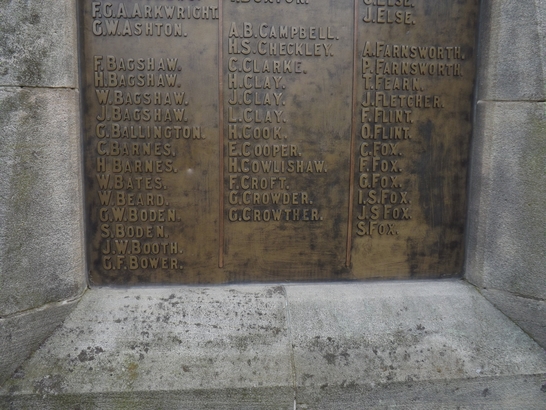 F.G.A.ARKWRIGHT
G.W.ASHTON.
F.BAGSHAW.
H.BAGSHAW.
W.BAGSHAW.
J.BAGSHAW.
G.BALLINGTON.
C.BARNES.
H.BARNES.
W.BATES.
W.BEARD.
G.W.BODEN.
S.BODEN.
J.W.BOOTH.
G.F.BOWER.
A.B.CAMPBELL.
H.S.CHECKLEY.
C.CLARKE.
H.CLAY.
J.CLAY.
L.CLAY.
H.COOK.
E.COOPER.
H.COWLISHAW.
F.CROFT.
G.CROWDER.
G.CROWTHER.
J.ELSE.
A.FARNSWORTH.
P.FARNSWORTH.
T.FEARN.
J.FLETCHER.
F.FLINT.
O.FLINT.
C.FOX.
F.FOX.
G.FOX.
I.S.FOX.
J.S.FOX.
S.FOX.